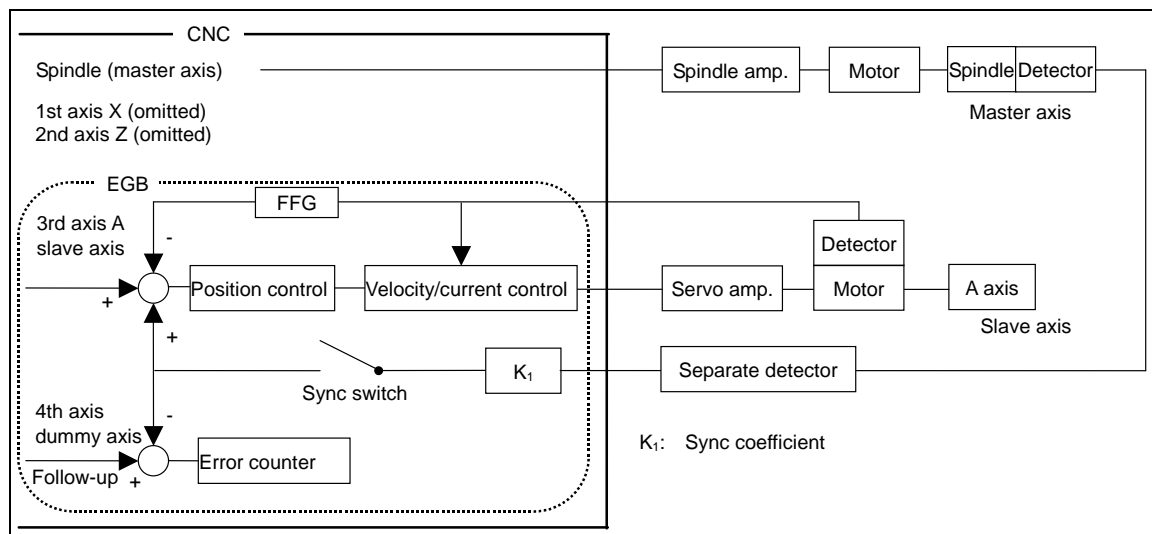 CNC
Spindle (master axis)
Spindle amp.
Motor
Spindle
Detector
Master axis
1st axis X (omitted)
2nd axis Z (omitted)
EGB
FFG
3rd axis A
slave axis
-
+
+
Position control
Velocity/current control
Detector
Servo amp.
Motor
A axis
Slave axis
Sync switch
K₁
Separate detector
4th axis
dummy axis
-
Follow-up
+
Error counter
K₁: Sync coefficient